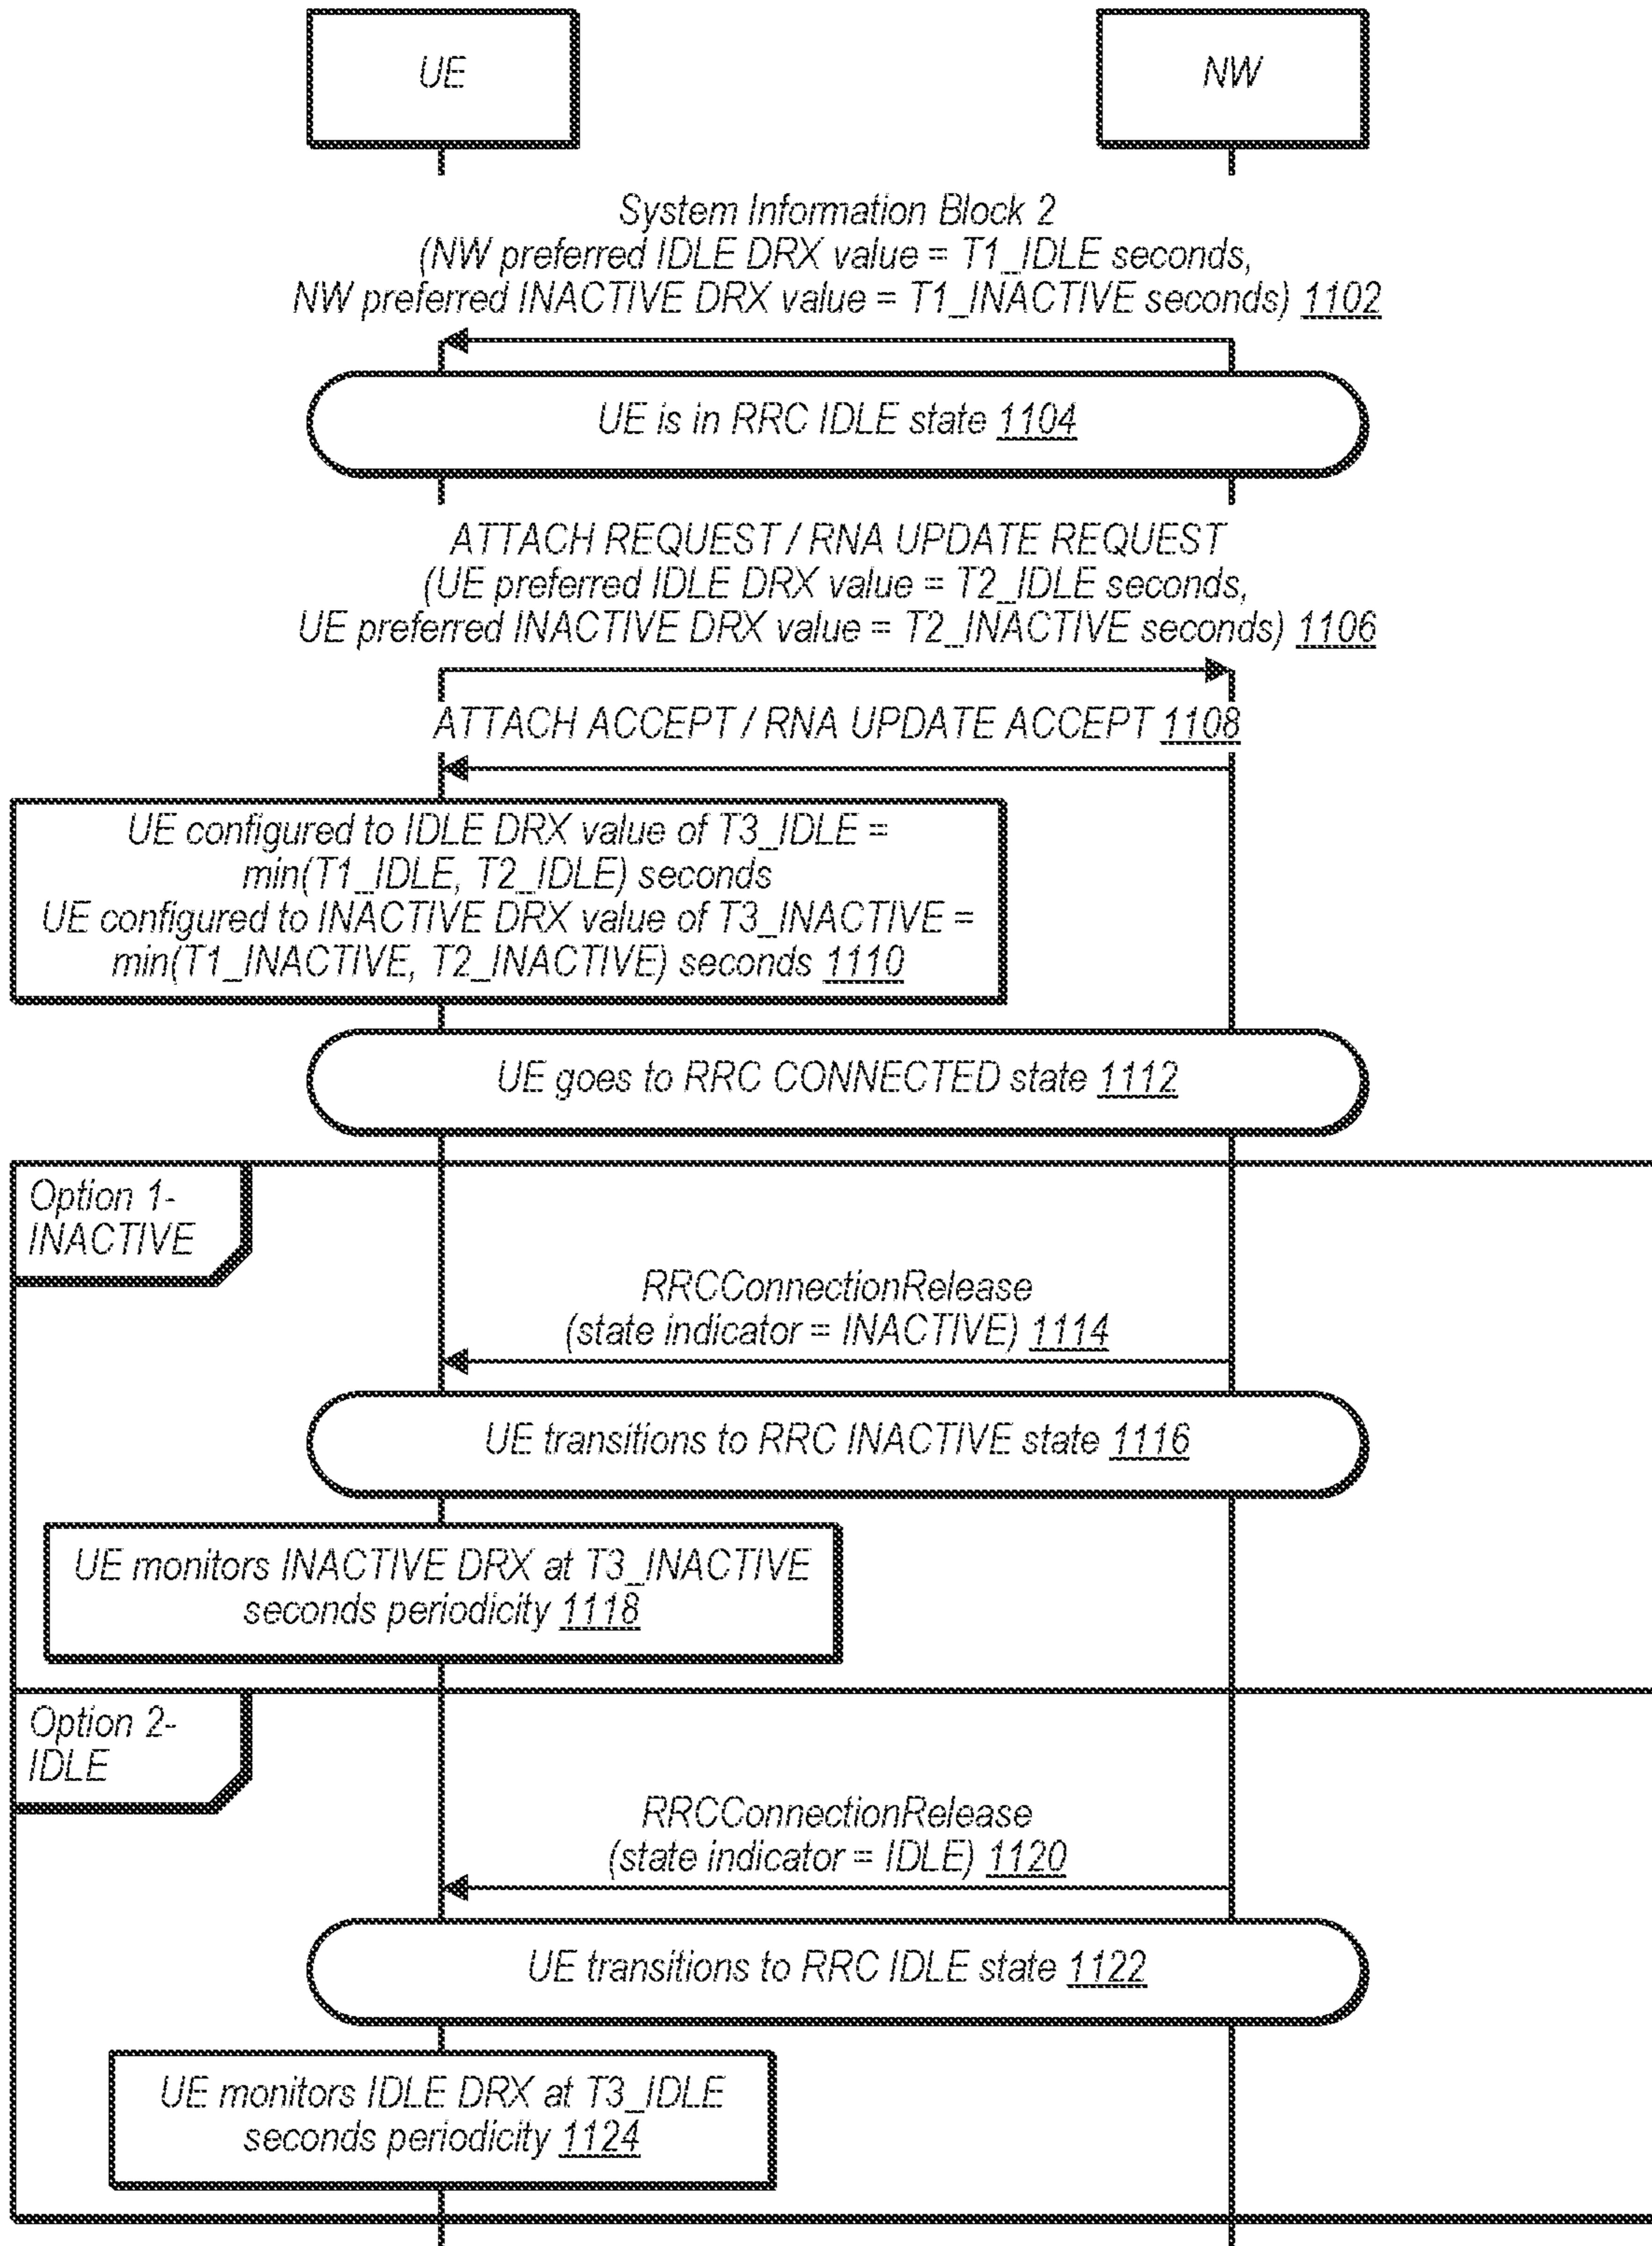 UE
NW
System Information Block 2
(NW preferred IDLE DRX value = T1_IDLE seconds,
NW preferred INACTIVE DRX value = T1_INACTIVE seconds) 1102
UE is in RRC IDLE state 1104
ATTACH REQUEST / RNA UPDATE REQUEST
(UE preferred IDLE DRX value = T2_IDLE seconds,
UE preferred INACTIVE DRX value = T2_INACTIVE seconds) 1106
ATTACH ACCEPT / RNA UPDATE ACCEPT 1108
UE configured to IDLE DRX value of T3_IDLE =
min(T1_IDLE, T2_IDLE) seconds
UE configured to INACTIVE DRX value of T3_INACTIVE =
min(T1_INACTIVE, T2_INACTIVE) seconds 1110
UE goes to RRC CONNECTED state 1112
Option 1-
INACTIVE
RRCConnectionRelease
(state indicator = INACTIVE) 1114
UE transitions to RRC INACTIVE state 1116
UE monitors INACTIVE DRX at T3_INACTIVE
seconds periodicity 1118
Option 2-
IDLE
RRCConnectionRelease
(state indicator = IDLE) 1120
UE transitions to RRC IDLE state 1122
UE monitors IDLE DRX at T3_IDLE
seconds periodicity 1124